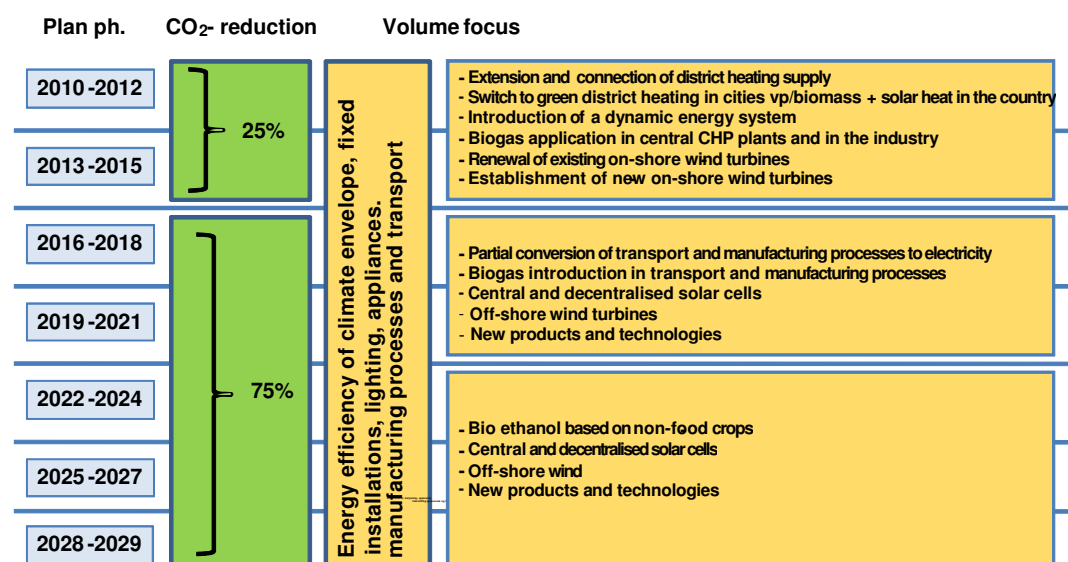 Plan ph. CO2- reduction Volume focus
2010-2012
2013-2015
2016-2018
2019-2021
2022-2024
2025-2027
2028-2029
25%
75%
Energy efficiency of climate envelope, fixed
installations, lighting, appliances.
manufacturing processes and transport
- Extension and connection of district heating supply
- Switch to green district heating in cities vp/biomass + solar heat in the country
- Introduction of a dynamic energy system
- Biogas application in central CHP plants and in the industry
- Renewal of existing on-shore wind turbines
- Establishment of new on-shore wind turbines
- Partial conversion of transport and manufacturing processes to electricity
- Biogas introduction in transport and manufacturing processes
- Central and decentralised solar cells
- Off-shore wind turbines
- New products and technologies
- Bio ethanol based on non-food crops
- Central and decentralised solar cells
- Off-shore wind
- New products and technologies